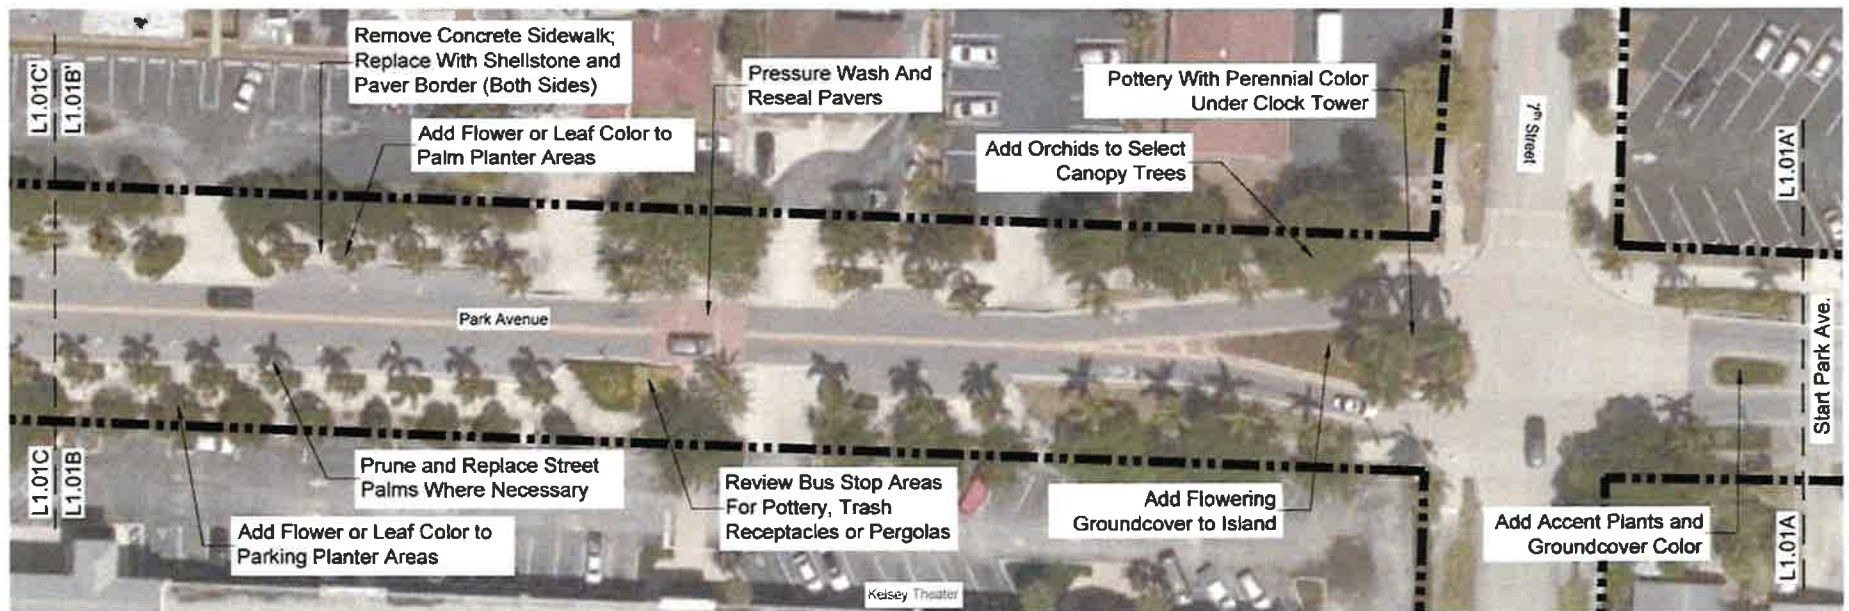 Remove Concrete Sidewalk;
Replace With Shellstone and
Paver Border (Both Sides)
Pressure Wash And
Reseal Pavers
Pottery With Perennial Color
Under Clock Tower
L1.01C'
L1.01B'
Add Flower or Leaf Color to
Palm Planter Areas
Add Orchids to Select
Canopy Trees
7th Street
L1.01A'
Park Avenue
Start Park Ave.
L1.01C
L1.01B
Prune and Replace Street
Palms Where Necessary
Review Bus Stop Areas
For Pottery, Trash
Receptacles or Pergolas
Add Flowering
Groundcover to Island
Add Accent Plants and
Groundcover Color
L1.01A
Add Flower or Leaf Color to
Parking Planter Areas
Kelsey Theater